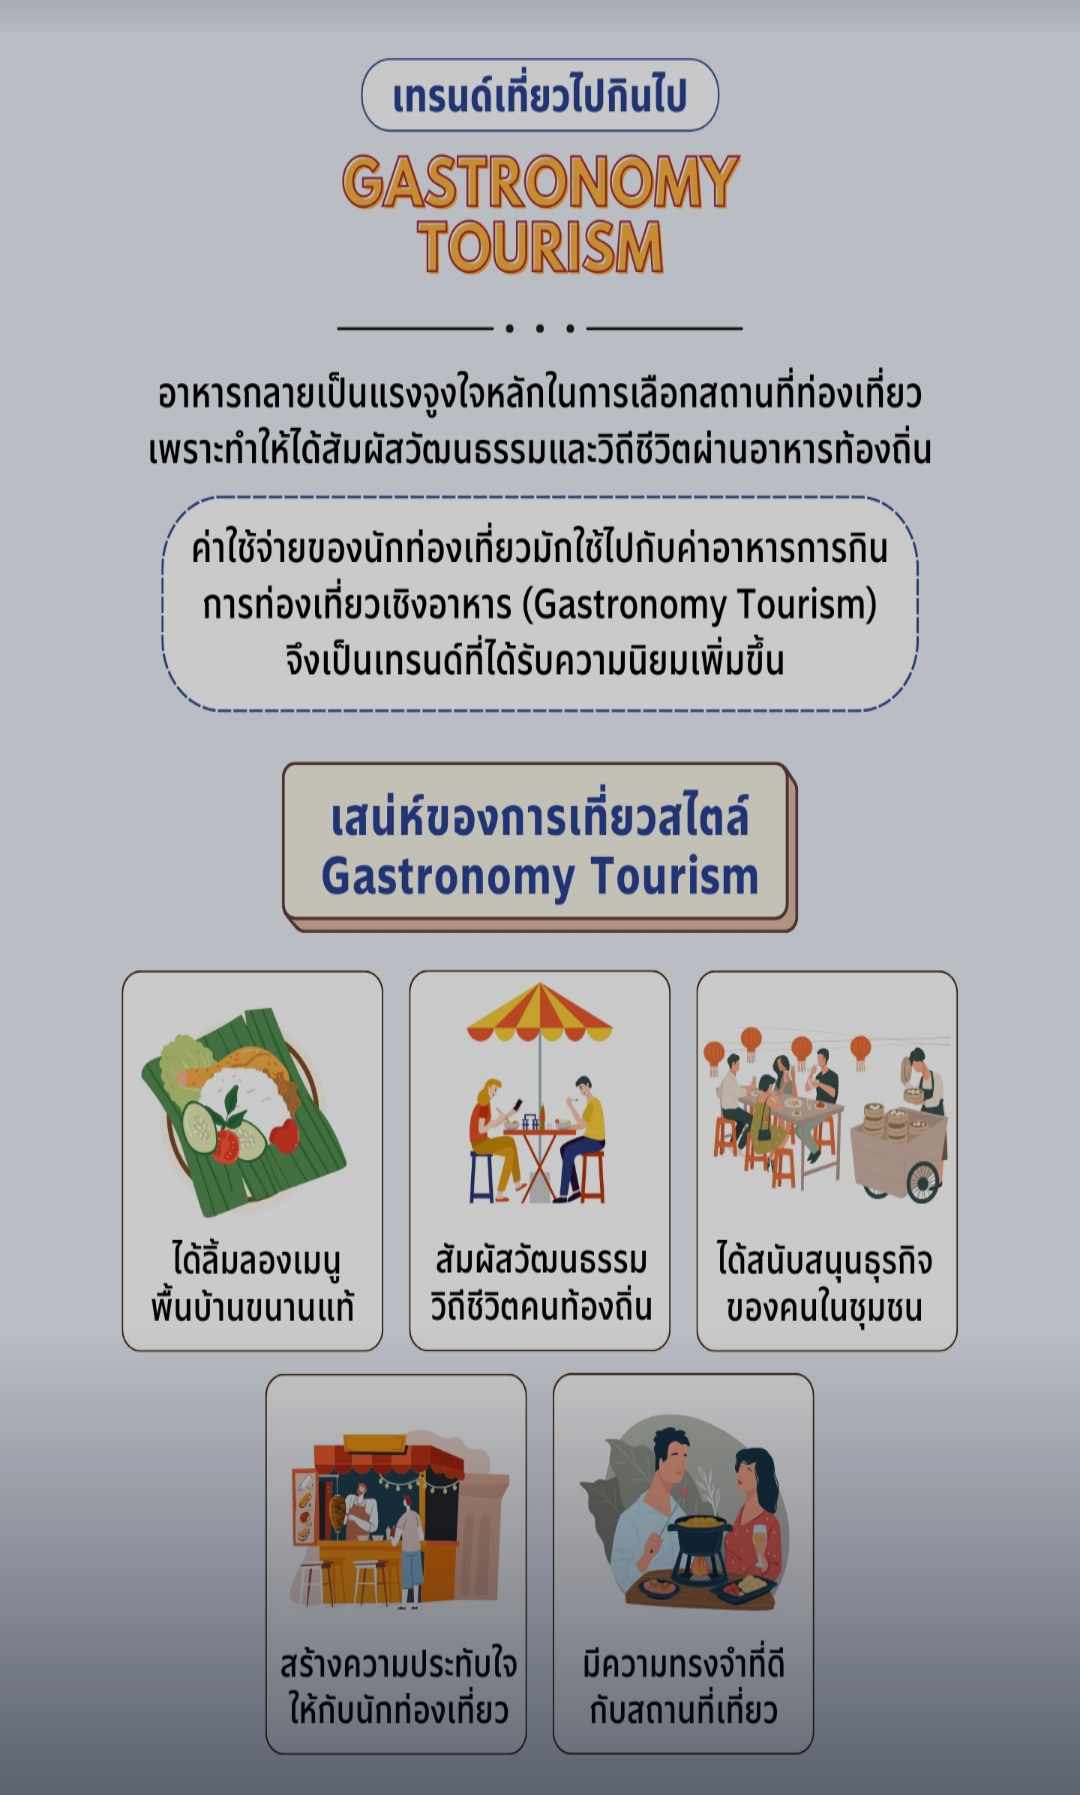 เทรนด์เที่ยวไปกินไป
GASTRONOMY
TOURISM
อาหารกลายเป็นแรงจูงใจหลักในการเลือกสถานที่ท่องเที่ยว
เพราะทำให้ได้สัมผัสวัฒนธรรมและวิถีชีวิตผ่านอาหารท้องถิ่น
ค่าใช้จ่ายของนักท่องเที่ยวมักใช้ไปกับค่าอาหารการกิน
การท่องเที่ยวเชิงอาหาร (Gastronomy Tourism)
จึงเป็นเทรนด์ที่ได้รับความนิยมเพิ่มขึ้น
เสน่ห์ของการเที่ยวสไตล์
Gastronomy Tourism
ได้ลิ้มลองเมนู
พื้นบ้านขนานแท้
สัมผัสวัฒนธรรม
วิถีชีวิตคนท้องถิ่น
ได้สนับสนุนธุรกิจ
ของคนในชุมชน
สร้างความประทับใจ
ให้กับนักท่องเที่ยว
มีความทรงจำที่ดี
กับสถานที่เที่ยว